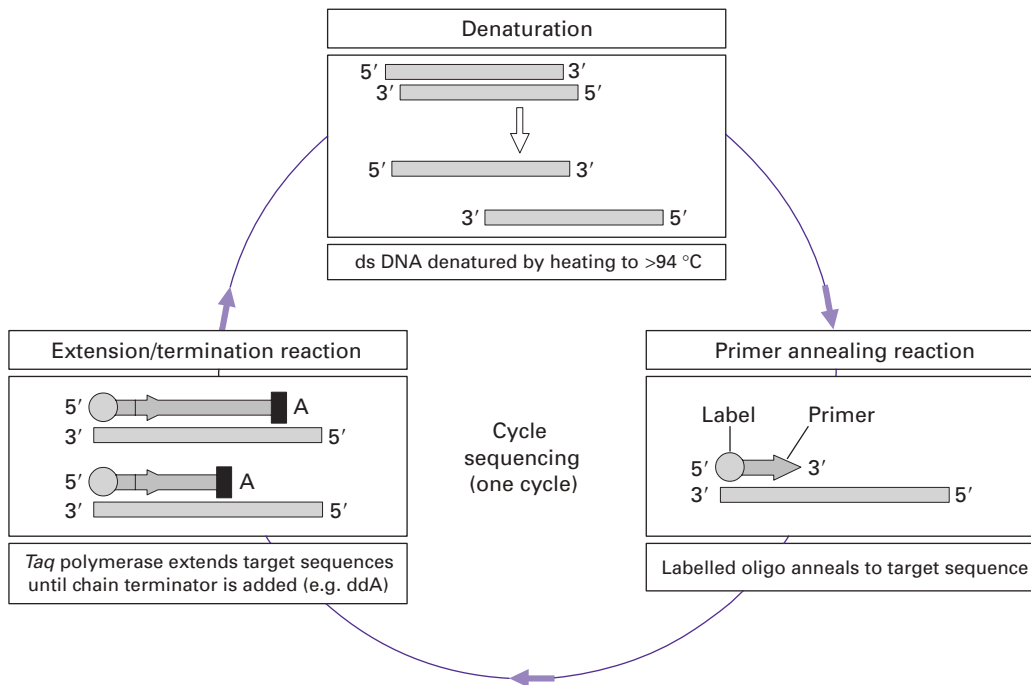 Denaturation
5′ 3′
3′ 5′
5′ 3′
3′ 5′
ds DNA denatured by heating to >94 °C
Extension/termination reaction
5′ A
3′ 5′
5′ A
3′ 5′
Taq polymerase extends target sequences
until chain terminator is added (e.g. ddA)
Cycle
sequencing
(one cycle)
Primer annealing reaction
Label Primer
5′ 3′
3′ 5′
Labelled oligo anneals to target sequence